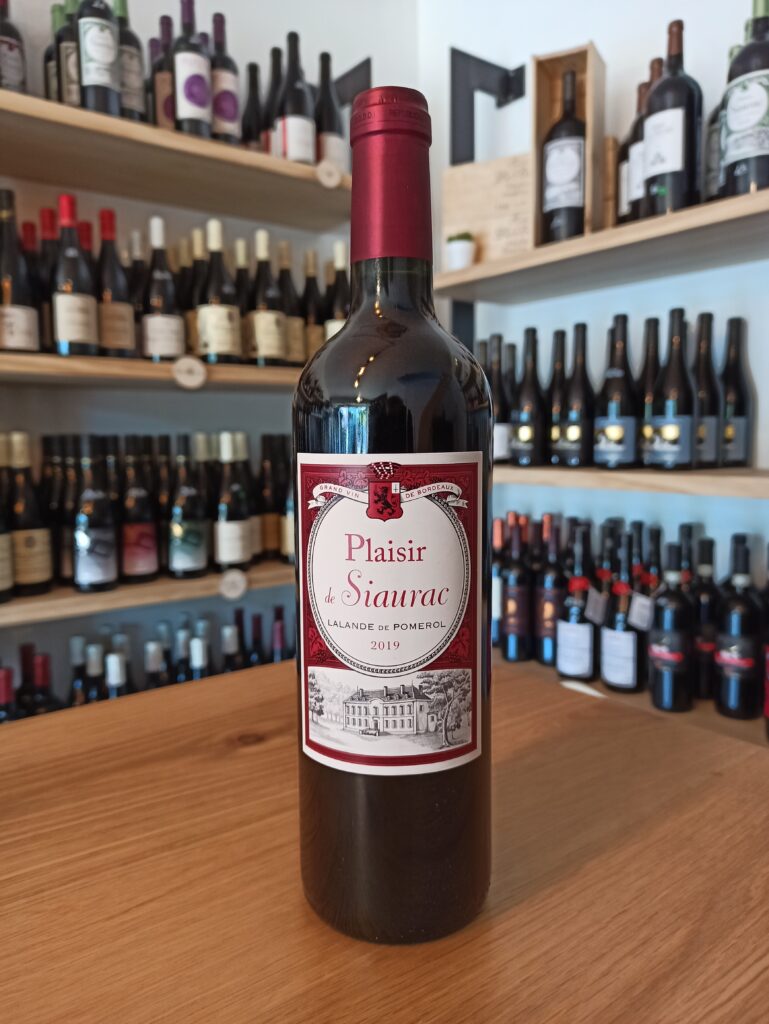 GRAND VIN DE BORDEAUX
Plaisir
de Siaurac
LALANDE DE POMEROL
2019